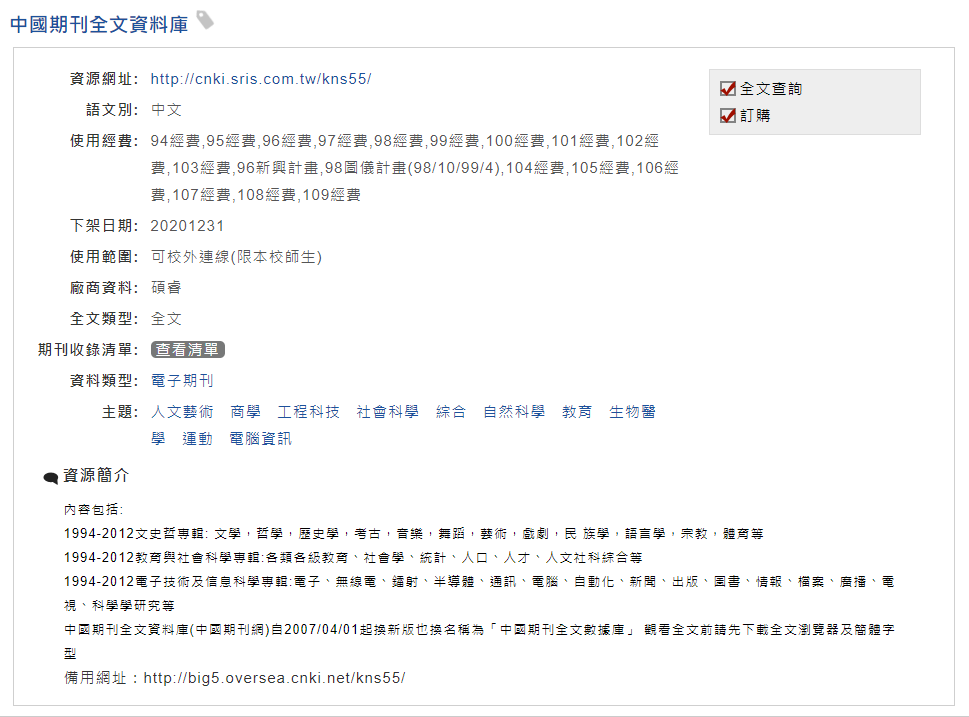 中國期刊全文資料庫
資源網址: http://cnki.sris.com.tw/kns55/
全文查詢
語文別: 中文
訂購
使用經費: 94經費,95經費,96經費,97經費,98經費,99經費,100經費,101經費,102經
費,103經費,96新興計畫,98圖儀計畫(98/10/99/4),104經費,105經費,106經
費,107經費,108經費,109經費
下架日期: 20201231
使用範圍: 可校外連線(限本校師生)
廠商資料: 碩睿
全文類型: 全文
期刊收錄清單: 查看清單
資料類型: 電子期刊
主題: 人文藝術 商學 工程科技 社會科學 綜合 自然科學 教育 生物醫
學 運動 電腦資訊
資源簡介
內容包括:
1994-2012文史哲專輯: 文學，哲學，歷史學，考古，音樂，舞蹈，藝術，戲劇，民 族學，語言學，宗教，體育等
1994-2012教育與社會科學專輯:各類各級教育、社會學、統計、人口、人才、人文社科綜合等
1994-2012電子技術及信息科學專輯:電子、無線電、鐳射、半導體、通訊、電腦、自動化、新聞、出版、圖書、情報、檔案、廣播、電
視、科學學研究等
中國期刊全文資料庫(中國期刊網)自2007/04/01起換新版也換名稱為「中國期刊全文數據庫」 觀看全文前請先下載全文瀏覽器及簡體字
型
備用網址：http://big5.oversea.cnki.net/kns55/